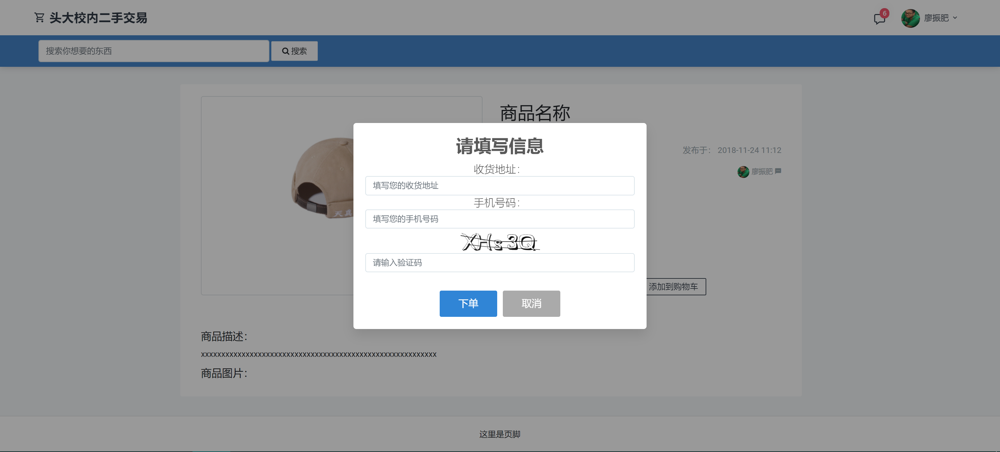 头大校内二手交易
6
廖振肥
搜索你想要的东西
搜索
商品名称
发布于： 2018-11-24 11:12
廖振肥
天真
请填写信息
收货地址：
填写您的收货地址
手机号码：
填写您的手机号码
XHs3Q
请输入验证码
添加到购物车
下单
取消
商品描述：
xxxxxxxxxxxxxxxxxxxxxxxxxxxxxxxxxxxxxxxxxxxxxxxxxxxxxxxxxx
商品图片：
这里是页脚